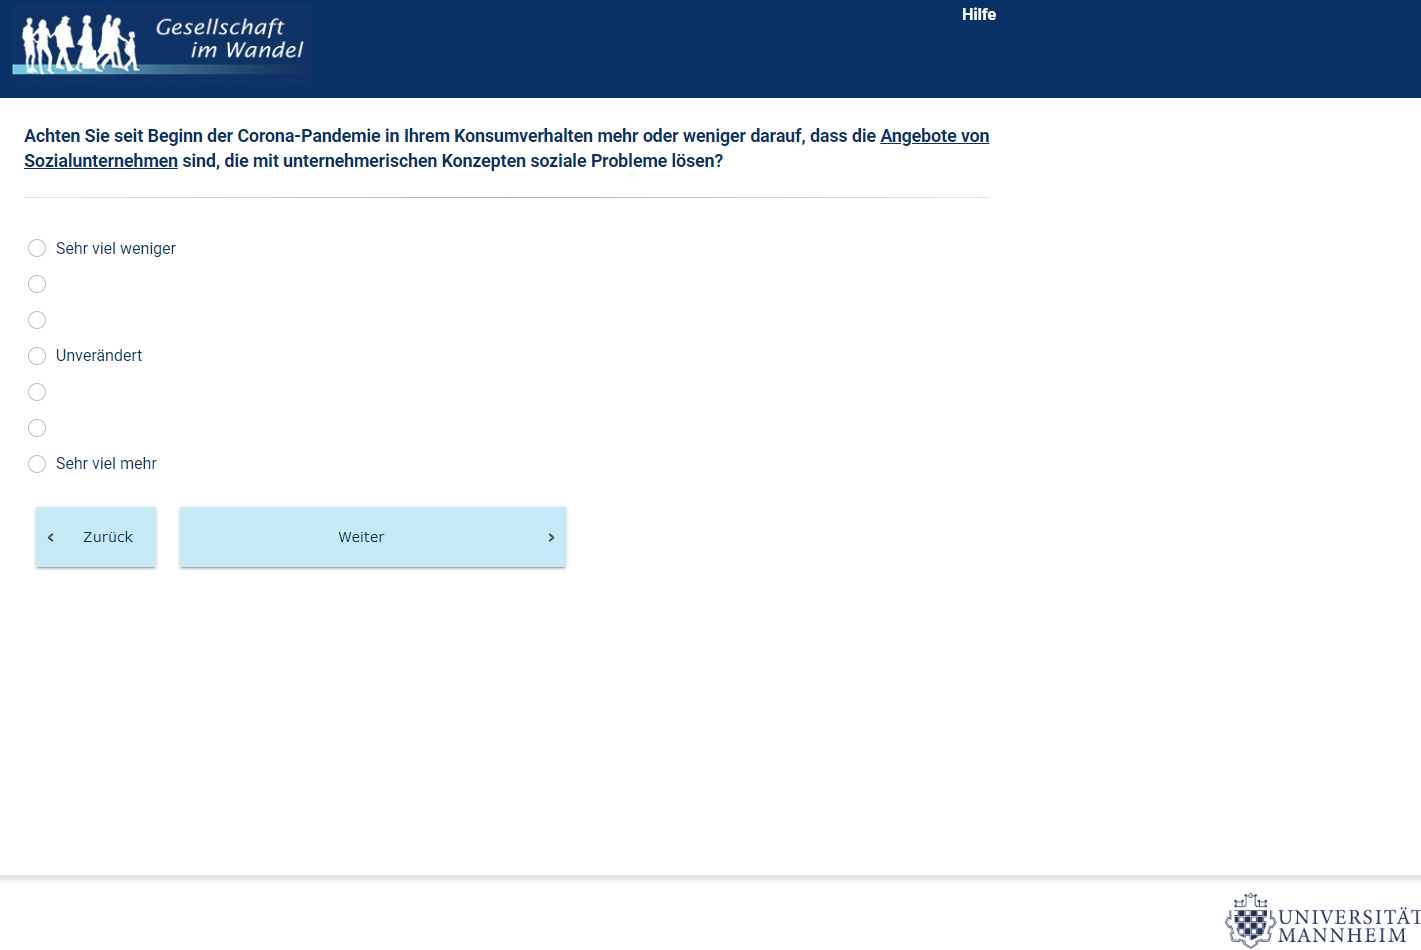 Gesellschaft
im Wandel
Hilfe
Achten Sie seit Beginn der Corona-Pandemie in Ihrem Konsumverhalten mehr oder weniger darauf, dass die Angebote von
Sozialunternehmen sind, die mit unternehmerischen Konzepten soziale Probleme lösen?
Sehr viel weniger
Unverändert
Sehr viel mehr
‹ Zurück
Weiter ›
UNIVERSITÄT
MANNHEIM